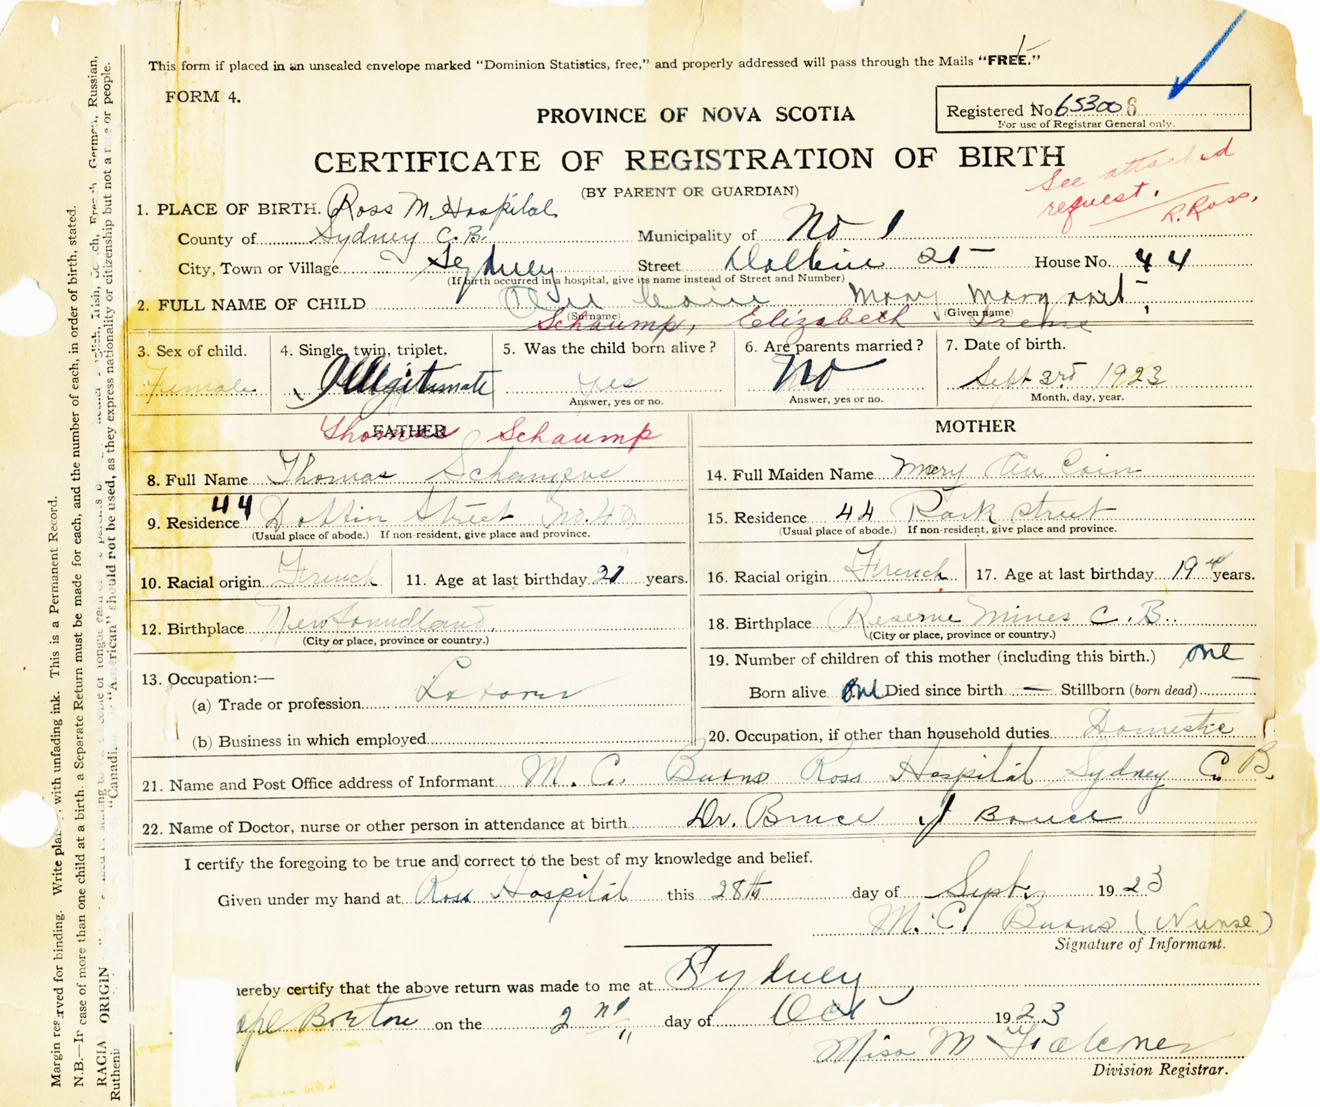 This form if placed in an unsealed envelope marked "Dominion Statistics, free," and properly addressed will pass through the Mails "FREE."
FORM 4.
Registered No 65300 6
For use of Registrar General only.
PROVINCE OF NOVA SCOTIA
CERTIFICATE OF REGISTRATION OF BIRTH
(BY PARENT OR GUARDIAN)
See attached
request.
R. Ross.
1. PLACE OF BIRTH. Ross M. Hospital
County of Sydney C. B. Municipality of No 1
City, Town or Village Sydney Street House No. 44
(If birth occurred in a hospital, give its name instead of Street and Number)
2. FULL NAME OF CHILD Mary Margaret
(Surname) (Given name)
Schaump, Elizabeth Irene
3. Sex of child. Female
4. Single, twin, triplet. Illegitimate
5. Was the child born alive? Yes
Answer, yes or no.
6. Are parents married? No
Answer, yes or no.
7. Date of birth. Sept 3rd 1923
Month, day, year.
FATHER
Thomas Schaump
8. Full Name Thomas
44
9. Residence Street
(Usual place of abode.) If non-resident, give place and province.
10. Racial origin French 11. Age at last birthday 21 years.
12. Birthplace Newfoundland.
(City or place, province or country.)
13. Occupation:—
(a) Trade or profession
(b) Business in which employed
MOTHER
14. Full Maiden Name Mary Au Coin
15. Residence 44 Park Street
(Usual place of abode.) If non-resident, give place and province.
16. Racial origin French 17. Age at last birthday 19 years.
18. Birthplace Reserve Mines C. B.
(City or place, province or country.)
19. Number of children of this mother (including this birth.) one
Born alive one Died since birth — Stillborn (born dead) —
20. Occupation, if other than household duties Domestic
21. Name and Post Office address of Informant M. C. Burns Ross Hospital Sydney C. B.
22. Name of Doctor, nurse or other person in attendance at birth Dr. Bruce
I certify the foregoing to be true and correct to the best of my knowledge and belief.
Given under my hand at Ross Hospital this 28th day of Sept. 1923
M. C. Burns (Nurse)
Signature of Informant.
hereby certify that the above return was made to me at Sydney
ape Breton on the 2nd day of Oct 1923
Miss M Falconer
Division Registrar.
Margin reserved for binding. Write plainly, with unfading ink. This is a Permanent Record.
N.B.—In case of more than one child at a birth, a Separate Return must be made for each, and the number of each, in order of birth, stated.